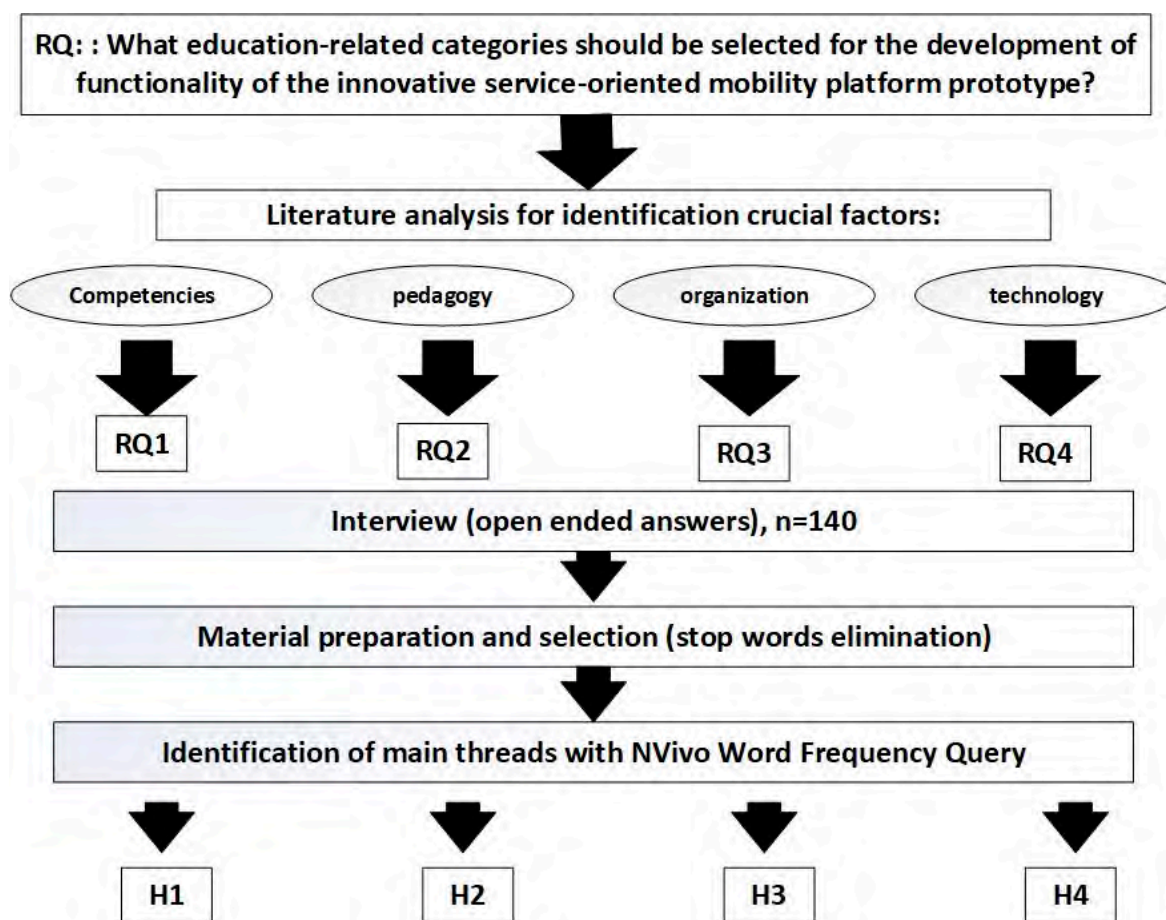 RQ: : What education-related categories should be selected for the development of
functionality of the innovative service-oriented mobility platform prototype?
Literature analysis for identification crucial factors:
Competencies
pedagogy
organization
technology
RQ1
RQ2
RQ3
RQ4
Interview (open ended answers), n=140
Material preparation and selection (stop words elimination)
Identification of main threads with NVivo Word Frequency Query
H1
H2
H3
H4